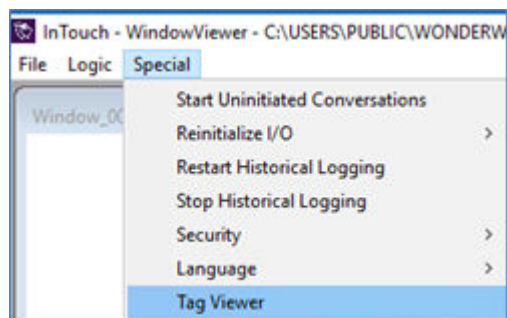 InTouch - WindowViewer - C:\USERS\PUBLIC\WONDERW
File Logic Special
Window_00
Start Uninitiated Conversations
Reinitialize I/O >
Restart Historical Logging
Stop Historical Logging
Security >
Language >
Tag Viewer